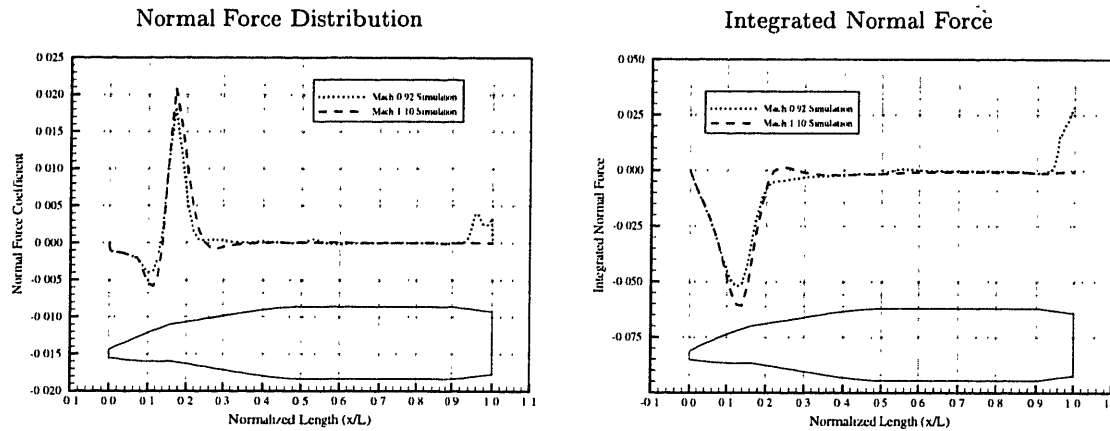 Normal Force Distribution
Integrated Normal Force
0 025
0 020
0 015
0 010
0 005
0 000
-0 005
-0 010
-0 015
-0 020
Normal Force Coefficient
Mach 0 92 Simulation
Mach 1 10 Simulation
0 1 0 0 0 1 0 2 0 3 0 4 0 5 0 6 0 7 0 8 0 9 1 0 1 1
Normalized Length (x/L)
0 050
0 025
0 000
-0 025
-0 050
-0 075
Integrated Normal Force
Mach 0 92 Simulation
Mach 1 10 Simulation
-0 1 0 0 0 1 0 2 0 3 0 4 0 5 0 6 0 7 0 8 0 9 1 0 1 1
Normalized Length (x/L)